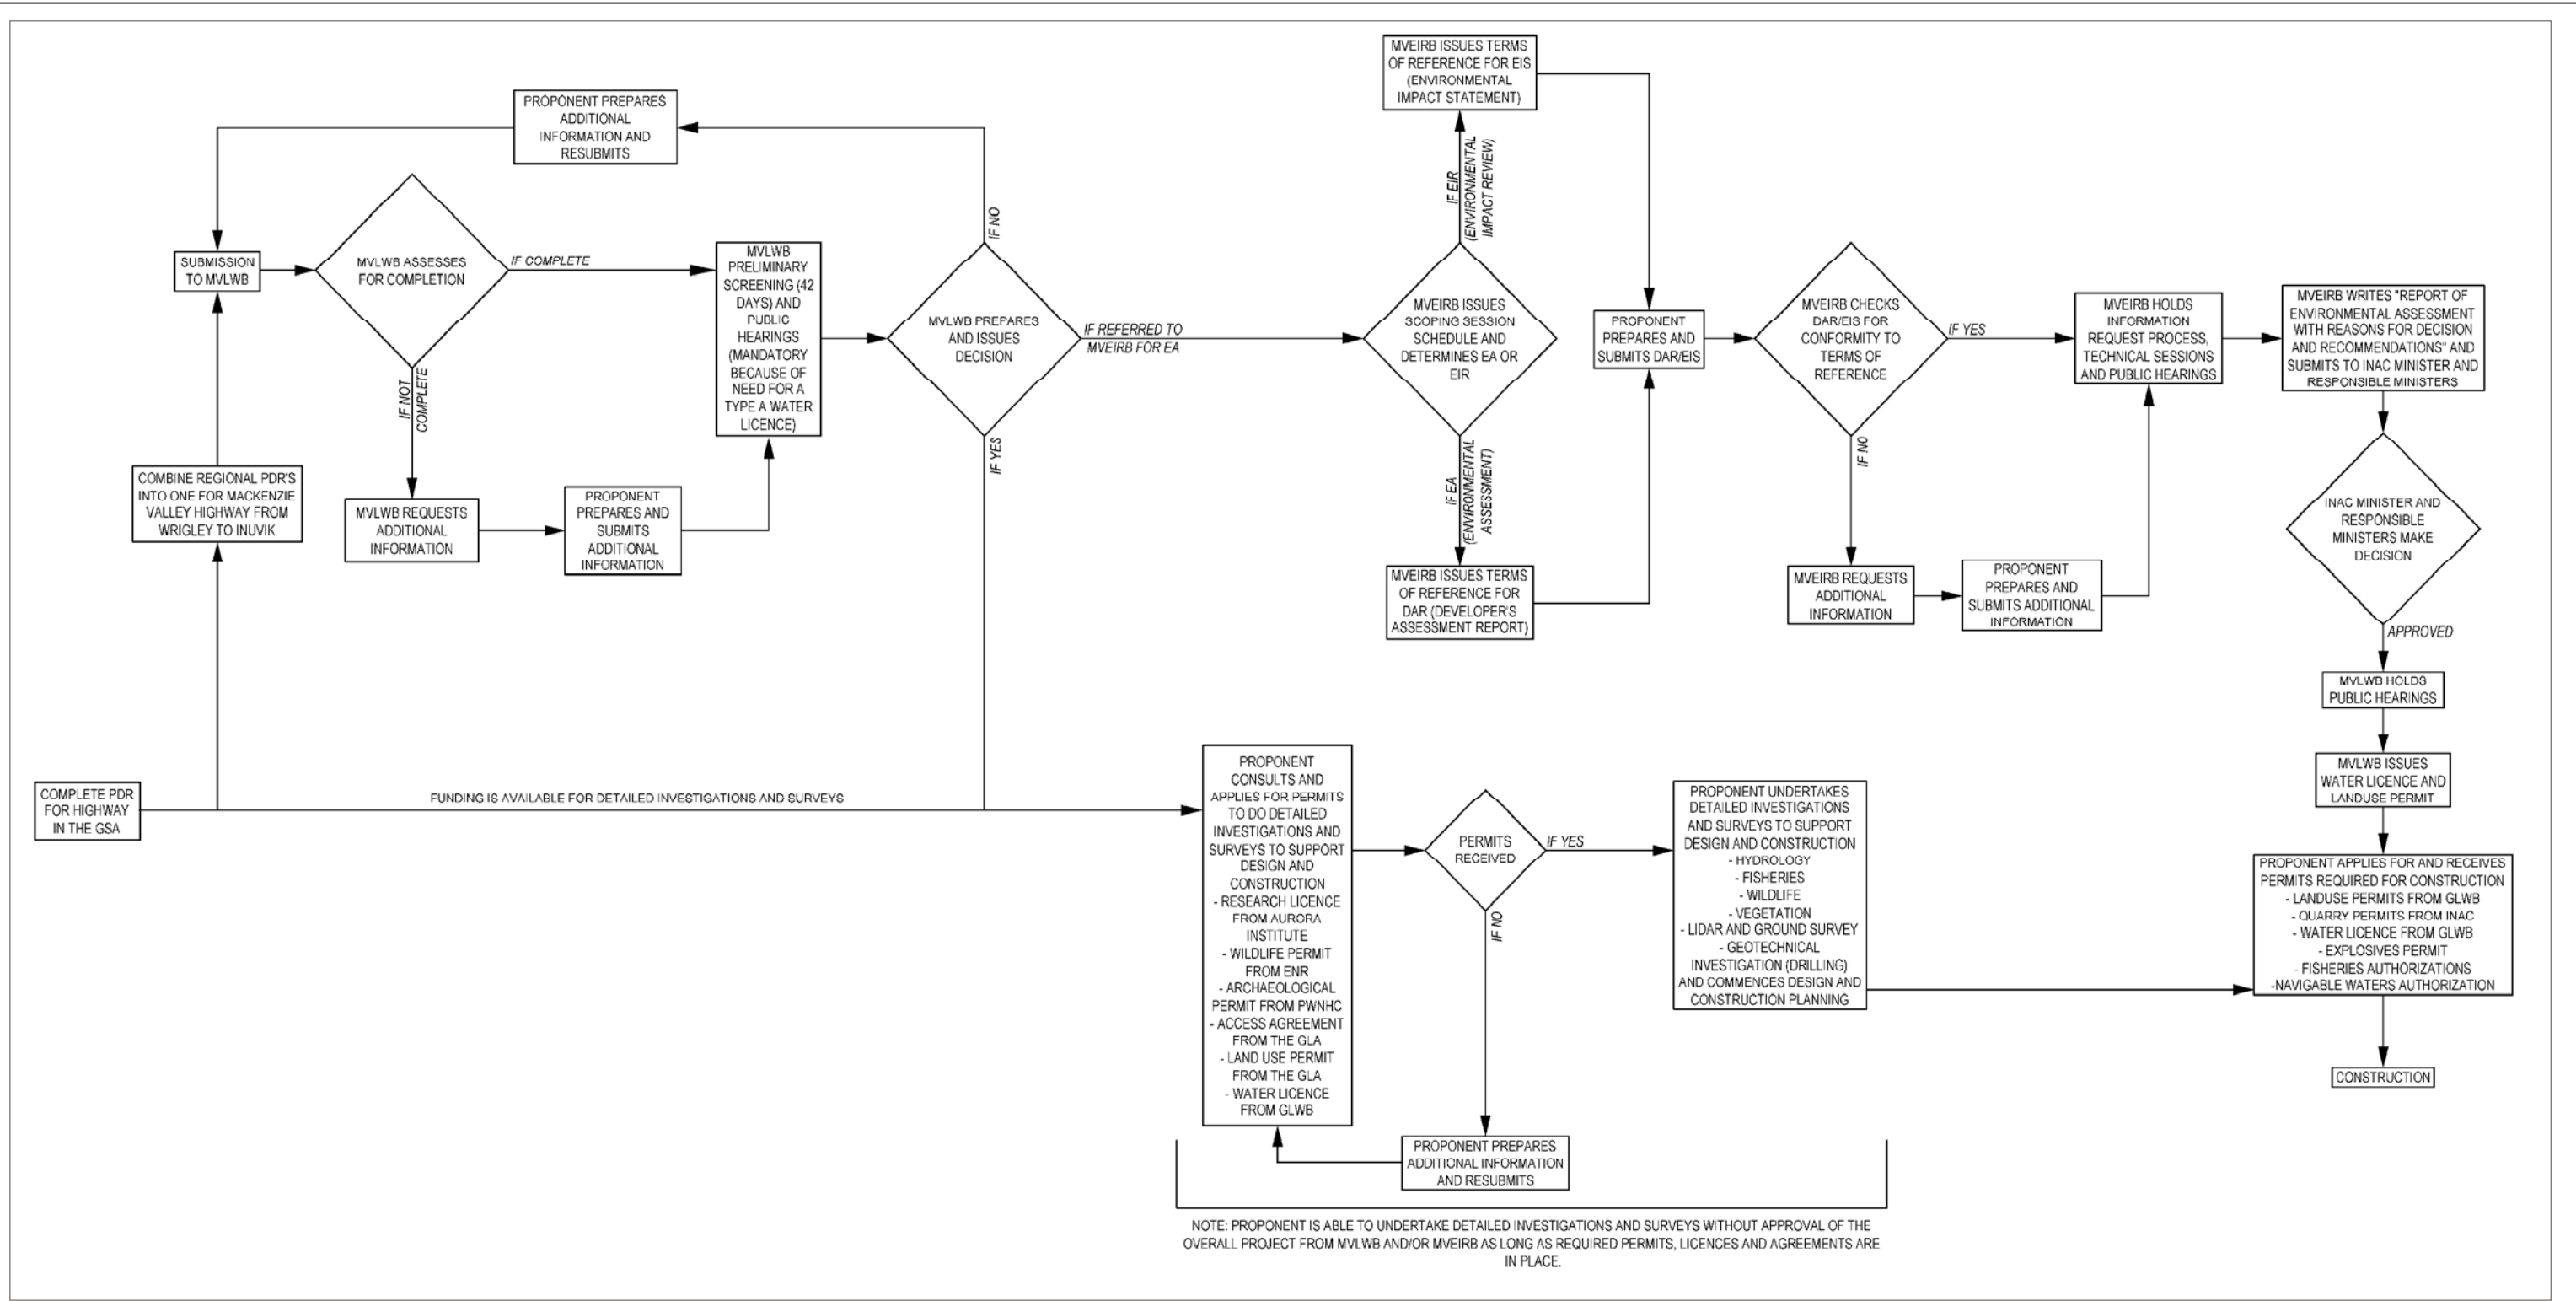 PROPONENT PREPARES
ADDITIONAL
INFORMATION AND
RESUBMITS
SUBMISSION
TO MVLWB
MVLWB ASSESSES
FOR COMPLETION
IF COMPLETE
IF NOT
COMPLETE
MVLWB
PRELIMINARY
SCREENING (42
DAYS) AND
PUBLIC
HEARINGS
(MANDATORY
BECAUSE OF
NEED FOR A
TYPE A WATER
LICENCE)
IF NO
MVLWB PREPARES
AND ISSUES
DECISION
IF REFERRED TO
MVEIRB FOR EA
IF YES
COMBINE REGIONAL PDR'S
INTO ONE FOR MACKENZIE
VALLEY HIGHWAY FROM
WRIGLEY TO INUVIK
MVLWB REQUESTS
ADDITIONAL
INFORMATION
PROPONENT
PREPARES AND
SUBMITS
ADDITIONAL
INFORMATION
MVEIRB ISSUES TERMS
OF REFERENCE FOR EIS
(ENVIRONMENTAL
IMPACT STATEMENT)
IF EIR
(ENVIRONMENTAL
IMPACT REVIEW)
MVEIRB ISSUES
SCOPING SESSION
SCHEDULE AND
DETERMINES EA OR
EIR
IF EA
(ENVIRONMENTAL
ASSESSMENT)
MVEIRB ISSUES TERMS
OF REFERENCE FOR
DAR (DEVELOPER'S
ASSESSMENT REPORT)
PROPONENT
PREPARES AND
SUBMITS DAR/EIS
MVEIRB CHECKS
DAR/EIS FOR
CONFORMITY TO
TERMS OF
REFERENCE
IF YES
IF NO
MVEIRB REQUESTS
ADDITIONAL
INFORMATION
PROPONENT
PREPARES AND
SUBMITS ADDITIONAL
INFORMATION
MVEIRB HOLDS
INFORMATION
REQUEST PROCESS,
TECHNICAL SESSIONS
AND PUBLIC HEARINGS
MVEIRB WRITES "REPORT OF
ENVIRONMENTAL ASSESSMENT
WITH REASONS FOR DECISION
AND RECOMMENDATIONS" AND
SUBMITS TO INAC MINISTER AND
RESPONSIBLE MINISTERS
INAC MINISTER AND
RESPONSIBLE
MINISTERS MAKE
DECISION
APPROVED
MVLWB HOLDS
PUBLIC HEARINGS
MVLWB ISSUES
WATER LICENCE AND
LANDUSE PERMIT
COMPLETE PDR
FOR HIGHWAY
IN THE GSA
FUNDING IS AVAILABLE FOR DETAILED INVESTIGATIONS AND SURVEYS
PROPONENT
CONSULTS AND
APPLIES FOR PERMITS
TO DO DETAILED
INVESTIGATIONS AND
SURVEYS TO SUPPORT
DESIGN AND
CONSTRUCTION
- RESEARCH LICENCE
FROM AURORA
INSTITUTE
- WILDLIFE PERMIT
FROM ENR
- ARCHAEOLOGICAL
PERMIT FROM PWNHC
- ACCESS AGREEMENT
FROM THE GLA
- LAND USE PERMIT
FROM THE GLA
- WATER LICENCE
FROM GLWB
PERMITS
RECEIVED
IF YES
IF NO
PROPONENT PREPARES
ADDITIONAL INFORMATION
AND RESUBMITS
PROPONENT UNDERTAKES
DETAILED INVESTIGATIONS
AND SURVEYS TO SUPPORT
DESIGN AND CONSTRUCTION
- HYDROLOGY
- FISHERIES
- WILDLIFE
- VEGETATION
- LIDAR AND GROUND SURVEY
- GEOTECHNICAL
INVESTIGATION (DRILLING)
AND COMMENCES DESIGN AND
CONSTRUCTION PLANNING
PROPONENT APPLIES FOR AND RECEIVES
PERMITS REQUIRED FOR CONSTRUCTION
- LANDUSE PERMITS FROM GLWB
- QUARRY PERMITS FROM INAC
- WATER LICENCE FROM GLWB
- EXPLOSIVES PERMIT
- FISHERIES AUTHORIZATIONS
-NAVIGABLE WATERS AUTHORIZATION
CONSTRUCTION
NOTE: PROPONENT IS ABLE TO UNDERTAKE DETAILED INVESTIGATIONS AND SURVEYS WITHOUT APPROVAL OF THE
OVERALL PROJECT FROM MVLWB AND/OR MVEIRB AS LONG AS REQUIRED PERMITS, LICENCES AND AGREEMENTS ARE
IN PLACE.